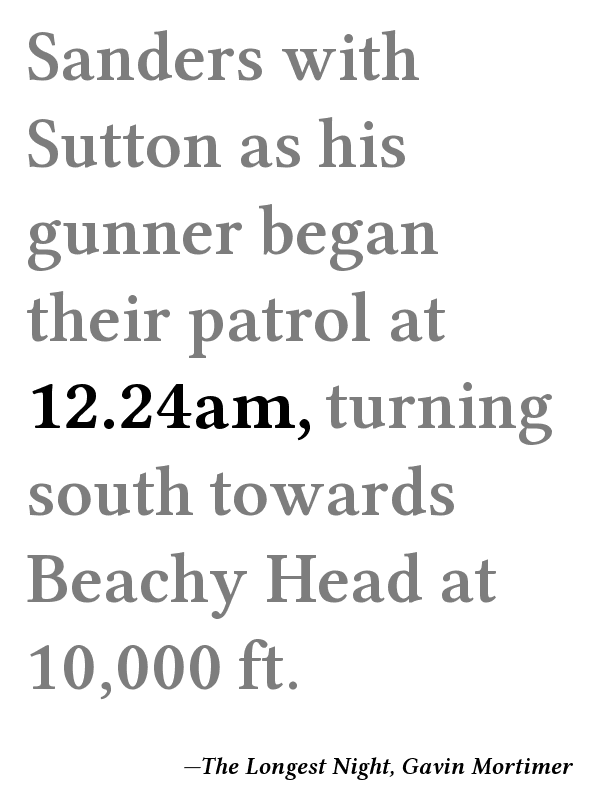 Sanders with
Sutton as his
gunner began
their patrol at
12.24am, turning
south towards
Beachy Head at
10,000 ft.
—The Longest Night, Gavin Mortimer